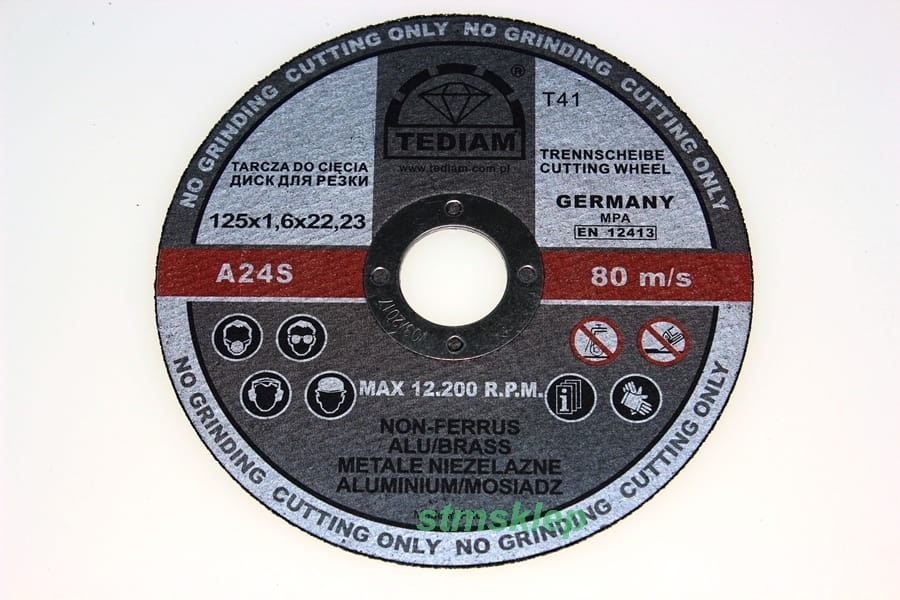 NO GRINDING CUTTING ONLY NO GRINDING CUTTING ONLY
®
TEDIAM
www.tediam.com.pl
T41
TARCZA DO CIĘCIA
ДИСК ДЛЯ РЕЗКИ
125x1,6x22,23
TRENNSCHEIBE
CUTTING WHEEL
GERMANY
MPA
EN 12413
A24S
80 m/s
MAX 12.200 R.P.M.
NON-FERRUS
ALU/BRASS
METALE NIEZELAZNE
ALUMINIUM/MOSIADZ
stmsklep
NO GRINDING CUTTING ONLY NO GRINDING CUTTING ONLY